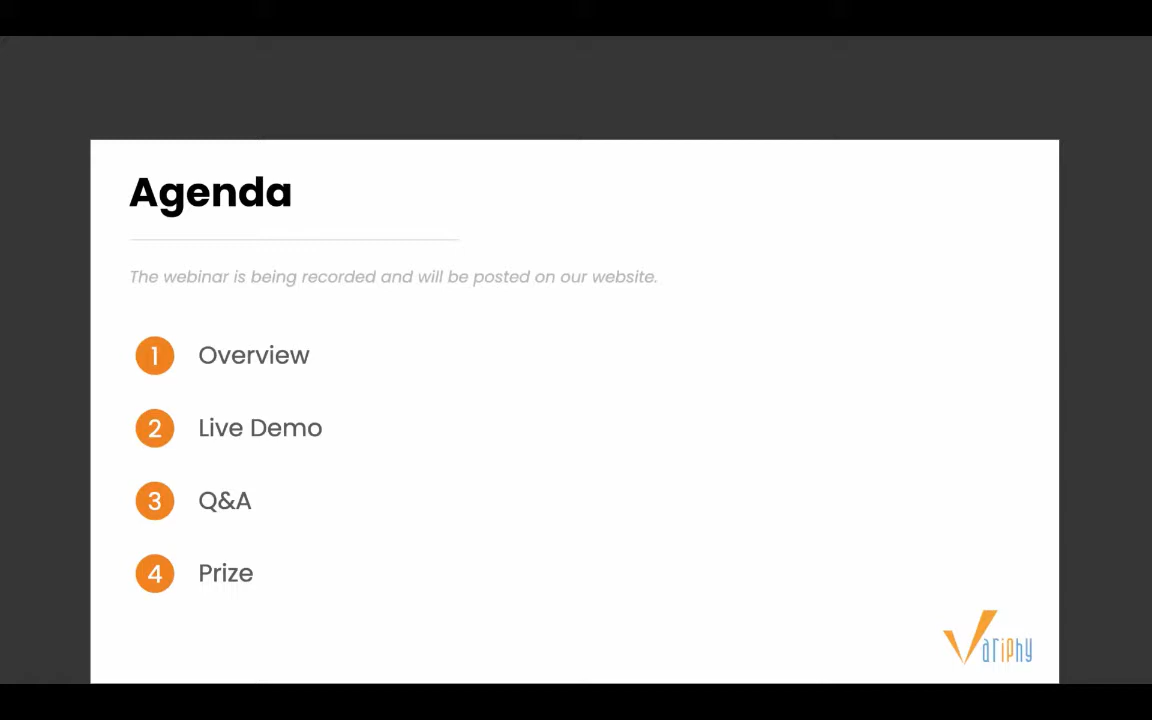 Agenda
The webinar is being recorded and will be posted on our website.
1 Overview
2 Live Demo
3 Q&A
4 Prize
Variphy